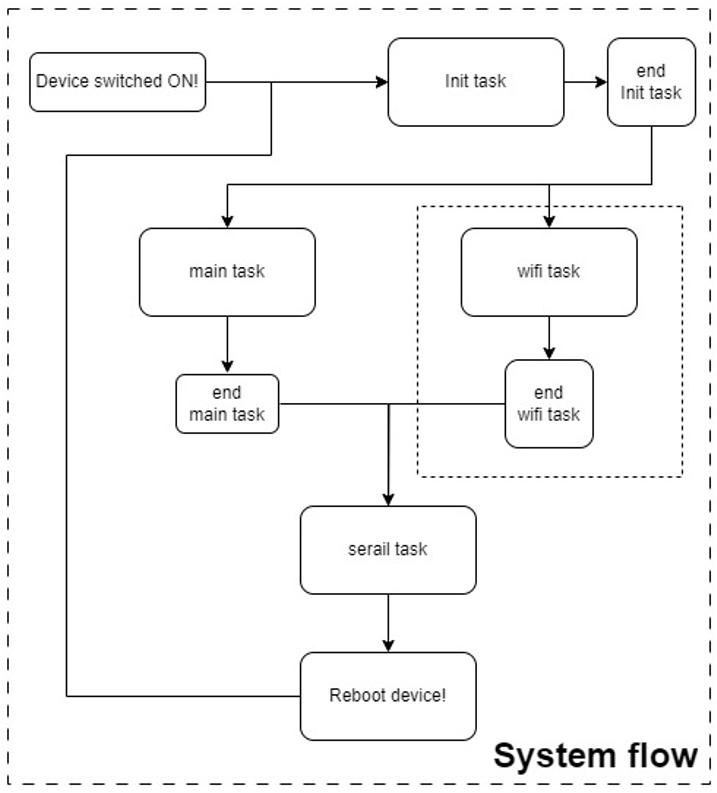 Device switched ON!
Init task
end
Init task
main task
wifi task
end
main task
end
wifi task
serail task
Reboot device!
System flow